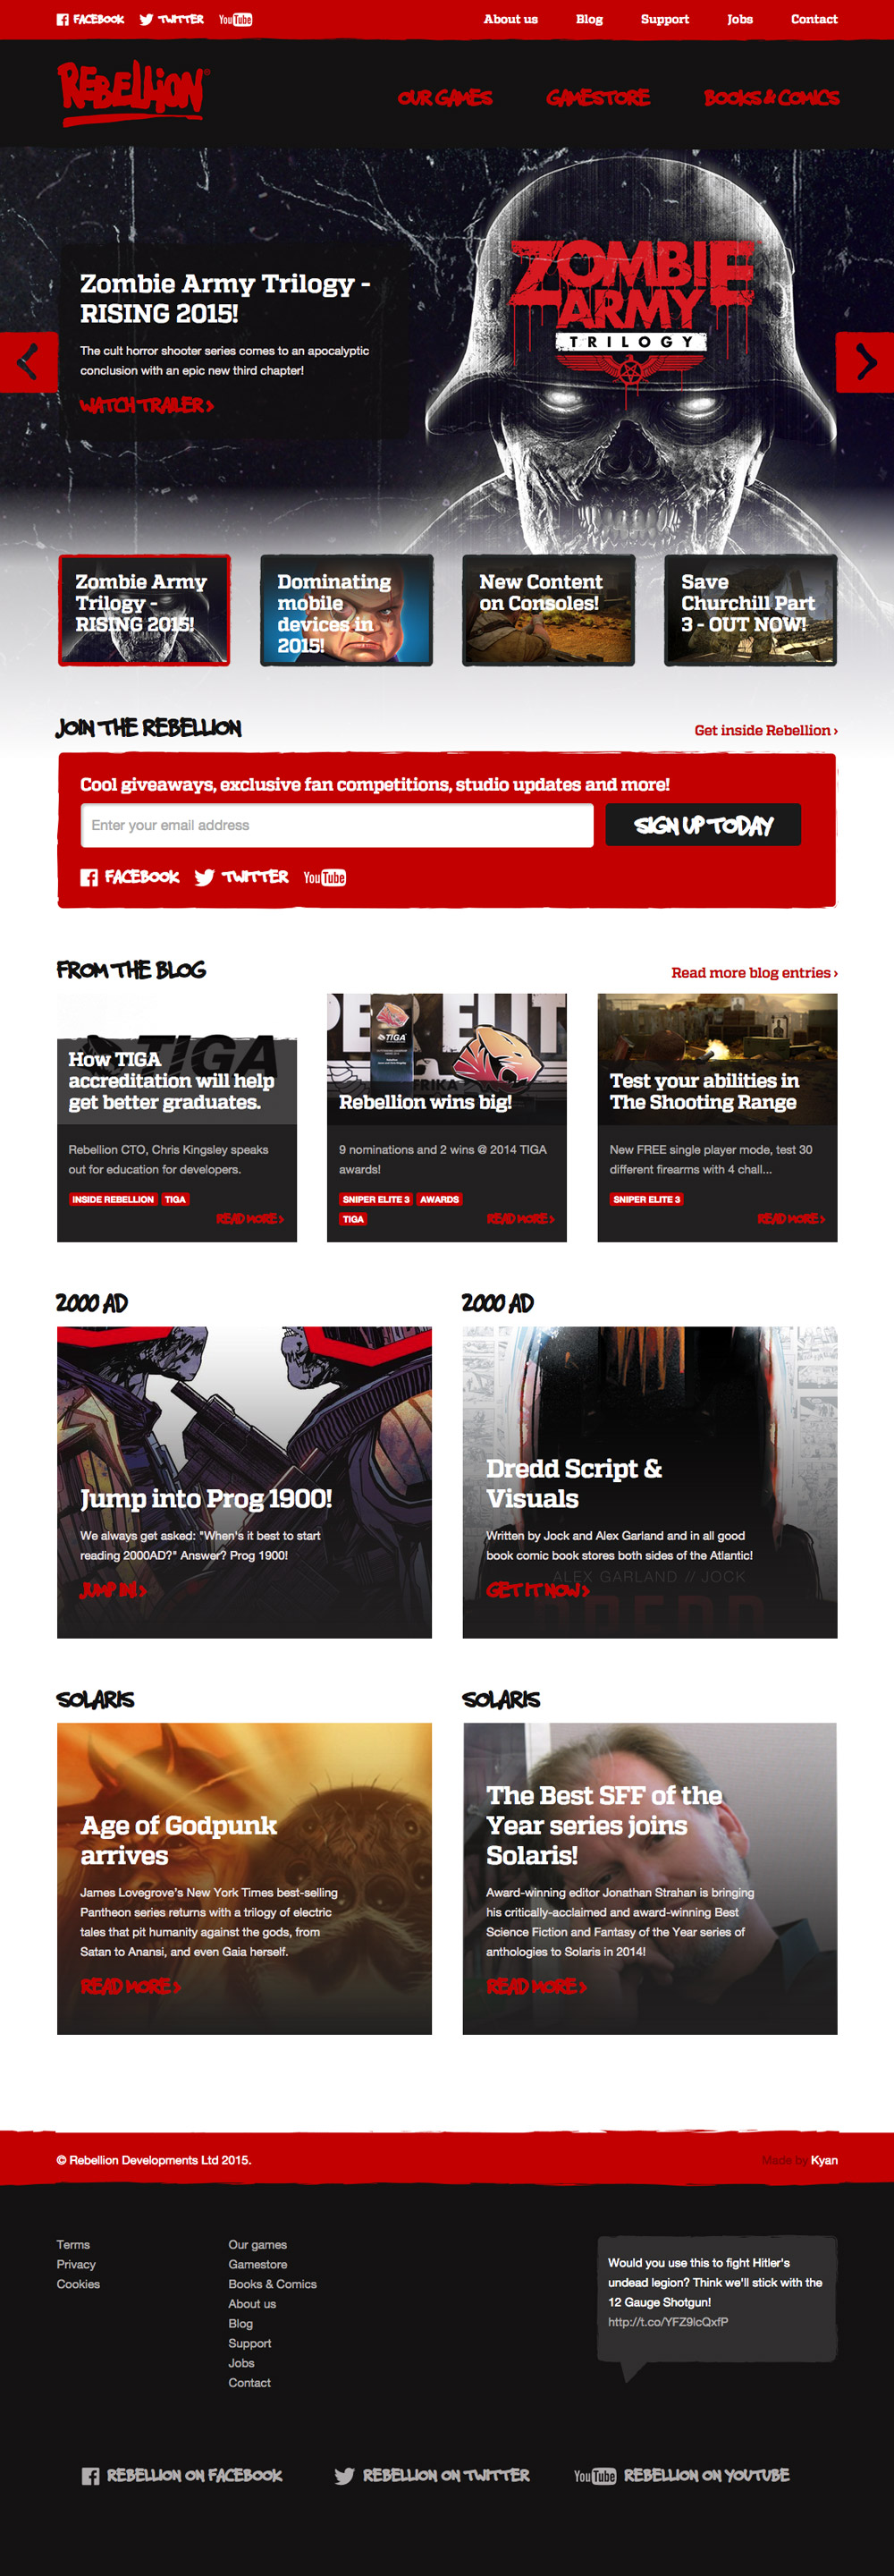 FACEBOOK TWITTER YouTube
About us Blog Support Jobs Contact
REBELLION®
OUR GAMES GAMESTORE BOOKS & COMICS
Zombie Army Trilogy -
RISING 2015!
The cult horror shooter series comes to an apocalyptic
conclusion with an epic new third chapter!
WATCH TRAILER ›
ZOMBIE
ARMY
TRILOGY
Zombie Army
Trilogy -
RISING 2015!
Dominating
mobile
devices in
2015!
New Content
on Consoles!
Save
Churchill Part
3 - OUT NOW!
JOIN THE REBELLION
Get inside Rebellion ›
Cool giveaways, exclusive fan competitions, studio updates and more!
Enter your email address
SIGN UP TODAY
FACEBOOK TWITTER YouTube
FROM THE BLOG
Read more blog entries ›
TIGA
How TIGA
accreditation will help
get better graduates.
Rebellion CTO, Chris Kingsley speaks
out for education for developers.
INSIDE REBELLION TIGA
READ MORE ›
TIGA
Rebellion wins big!
9 nominations and 2 wins @ 2014 TIGA
awards!
SNIPER ELITE 3 AWARDS
TIGA
READ MORE ›
Test your abilities in
The Shooting Range
New FREE single player mode, test 30
different firearms with 4 chall...
SNIPER ELITE 3
READ MORE ›
2000 AD
Jump into Prog 1900!
We always get asked: "When's it best to start
reading 2000AD?" Answer? Prog 1900!
JUMP IN! ›
2000 AD
Dredd Script &
Visuals
Written by Jock and Alex Garland and in all good
book comic book stores both sides of the Atlantic!
ALEX GARLAND // JOCK
GET IT NOW ›
DREDD
SOLARIS
Age of Godpunk
arrives
James Lovegrove's New York Times best-selling
Pantheon series returns with a trilogy of electric
tales that pit humanity against the gods, from
Satan to Anansi, and even Gaia herself.
READ MORE ›
SOLARIS
The Best SFF of the
Year series joins
Solaris!
Award-winning editor Jonathan Strahan is bringing
his critically-acclaimed and award-winning Best
Science Fiction and Fantasy of the Year series of
anthologies to Solaris in 2014!
READ MORE ›
© Rebellion Developments Ltd 2015.
Made by Kyan
Terms
Privacy
Cookies
Our games
Gamestore
Books & Comics
About us
Blog
Support
Jobs
Contact
Would you use this to fight Hitler's
undead legion? Think we'll stick with the
12 Gauge Shotgun!
http://t.co/YFZ9lcQxfP
REBELLION ON FACEBOOK
REBELLION ON TWITTER
YouTube REBELLION ON YOUTUBE